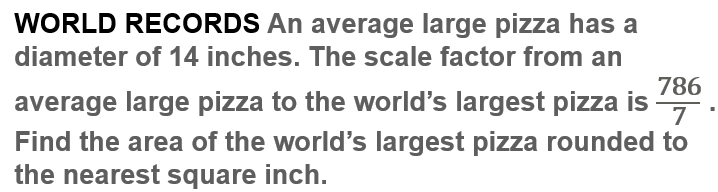 WORLD RECORDS An average large pizza has a
diameter of 14 inches. The scale factor from an
average large pizza to the world’s largest pizza is 786/7 .
Find the area of the world’s largest pizza rounded to
the nearest square inch.